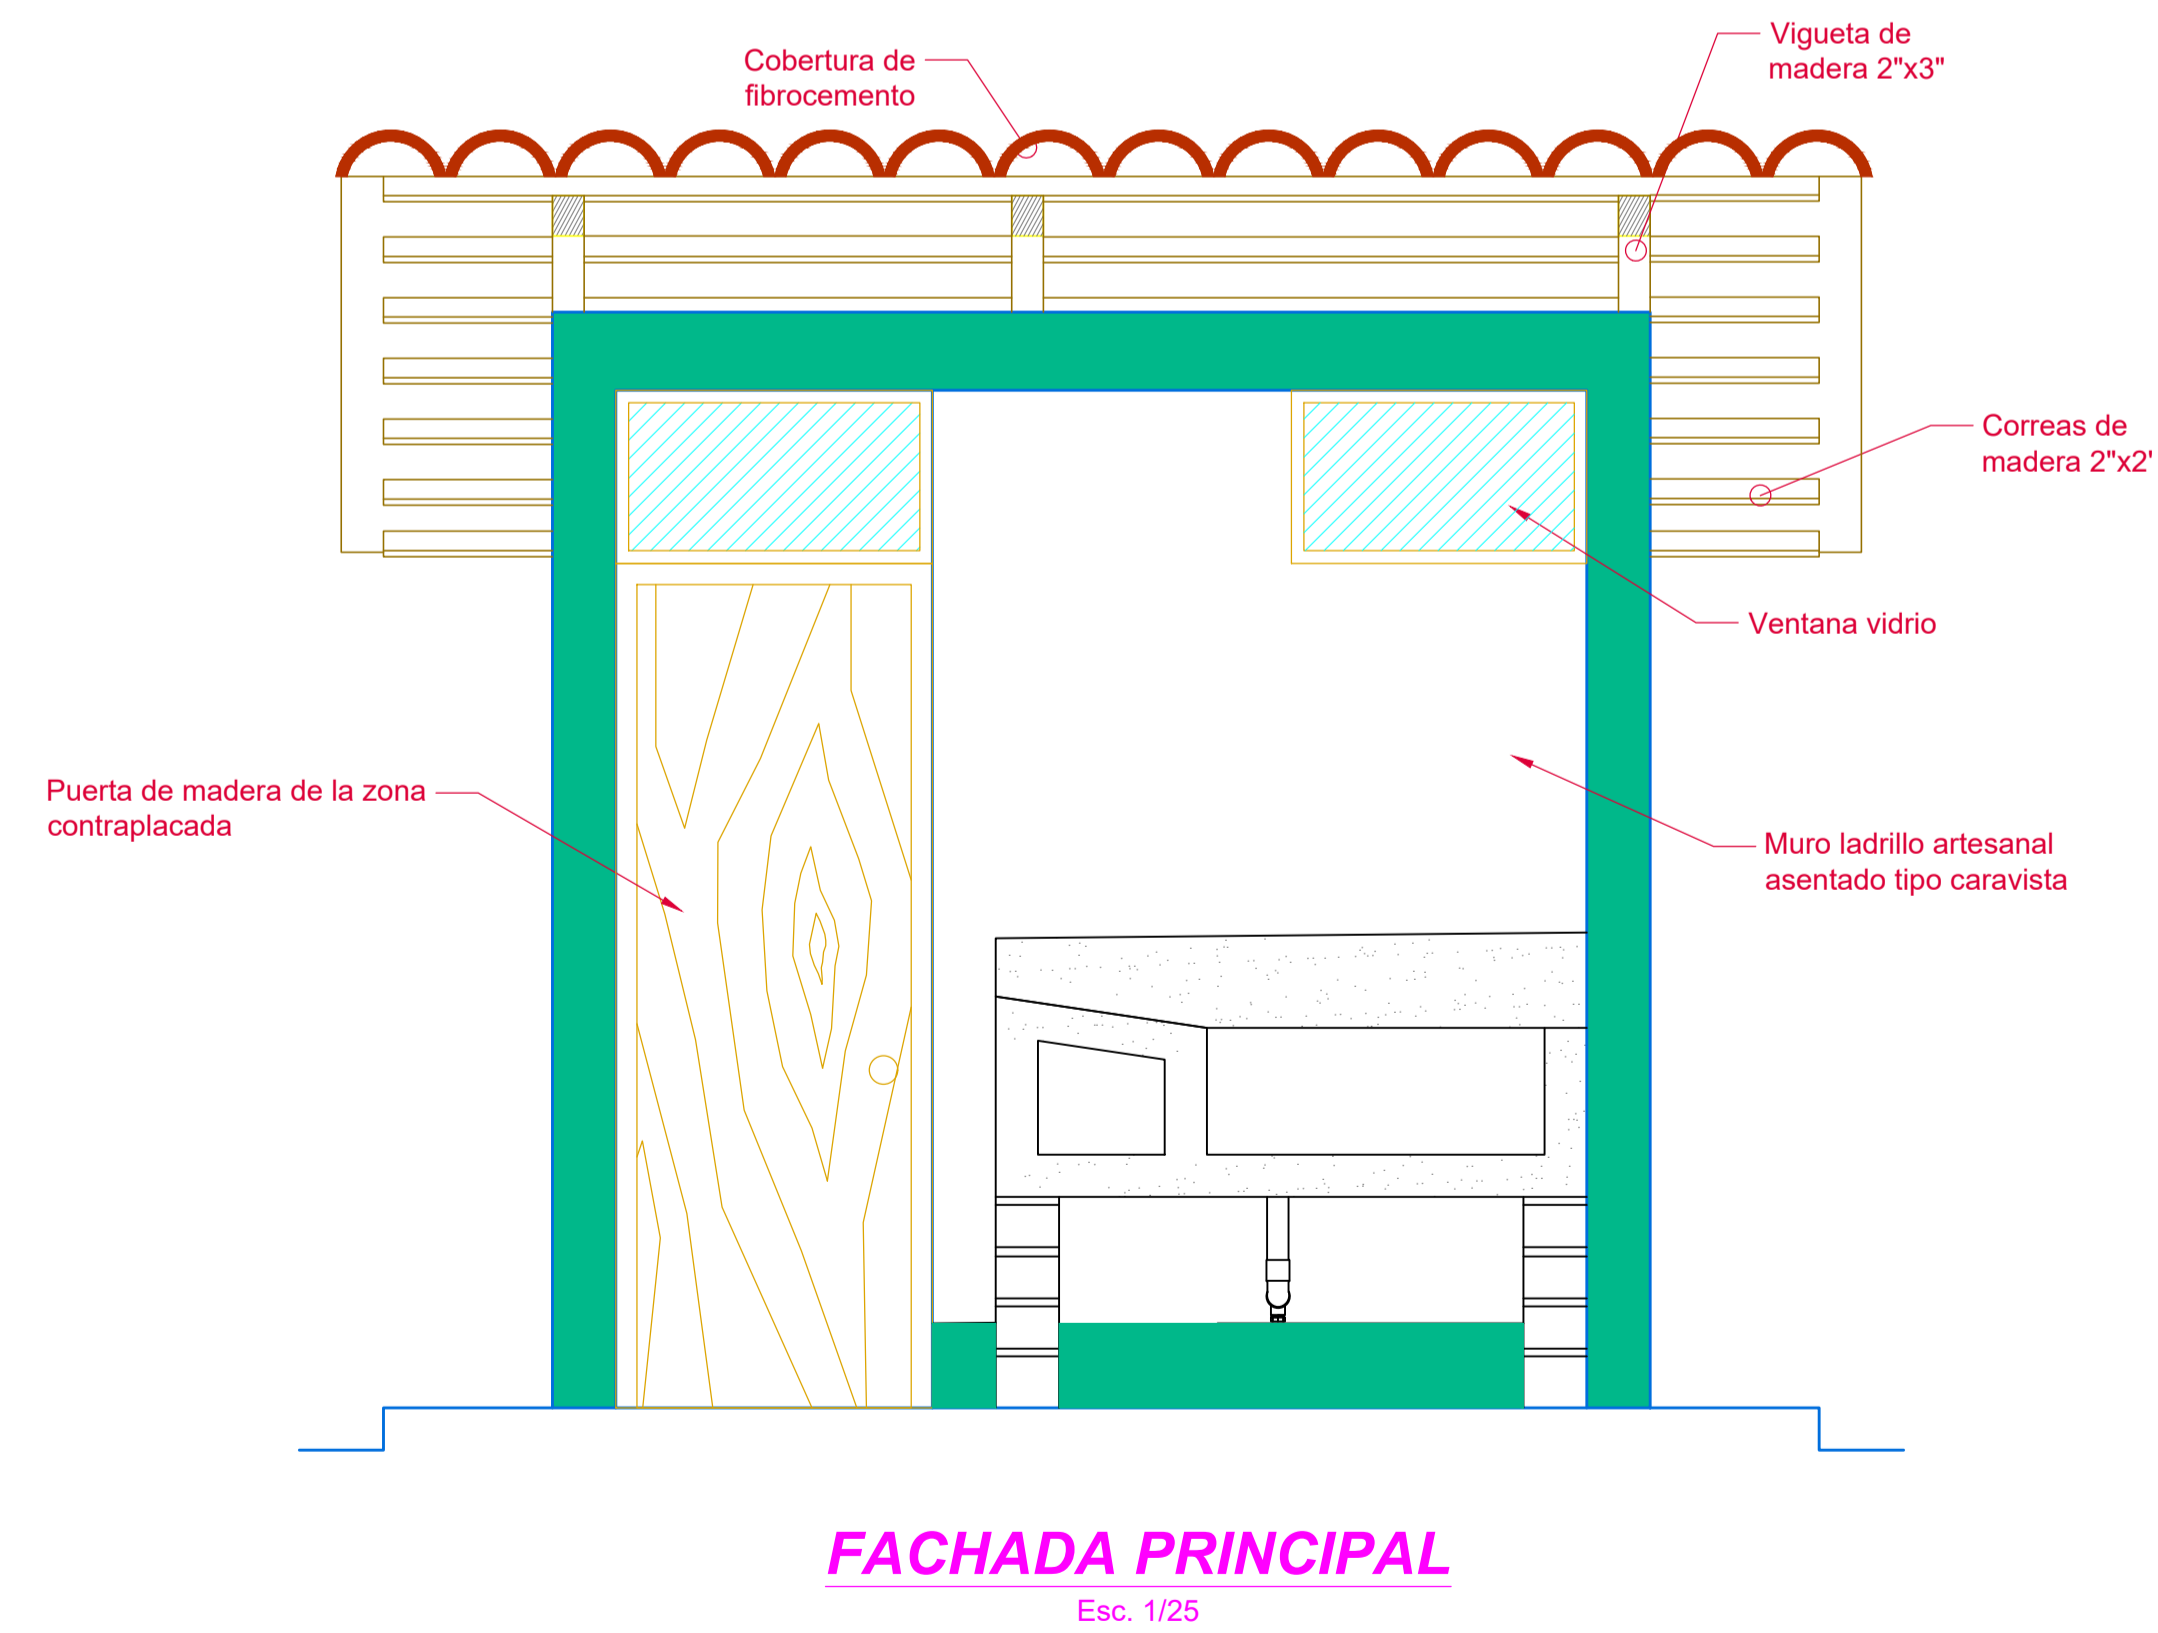 Cobertura de
fibrocemento
Vigueta de
madera 2"x3"
Correas de
madera 2"x2'
Ventana vidrio
Puerta de madera de la zona
contraplacada
Muro ladrillo artesanal
asentado tipo caravista
FACHADA PRINCIPAL
Esc. 1/25